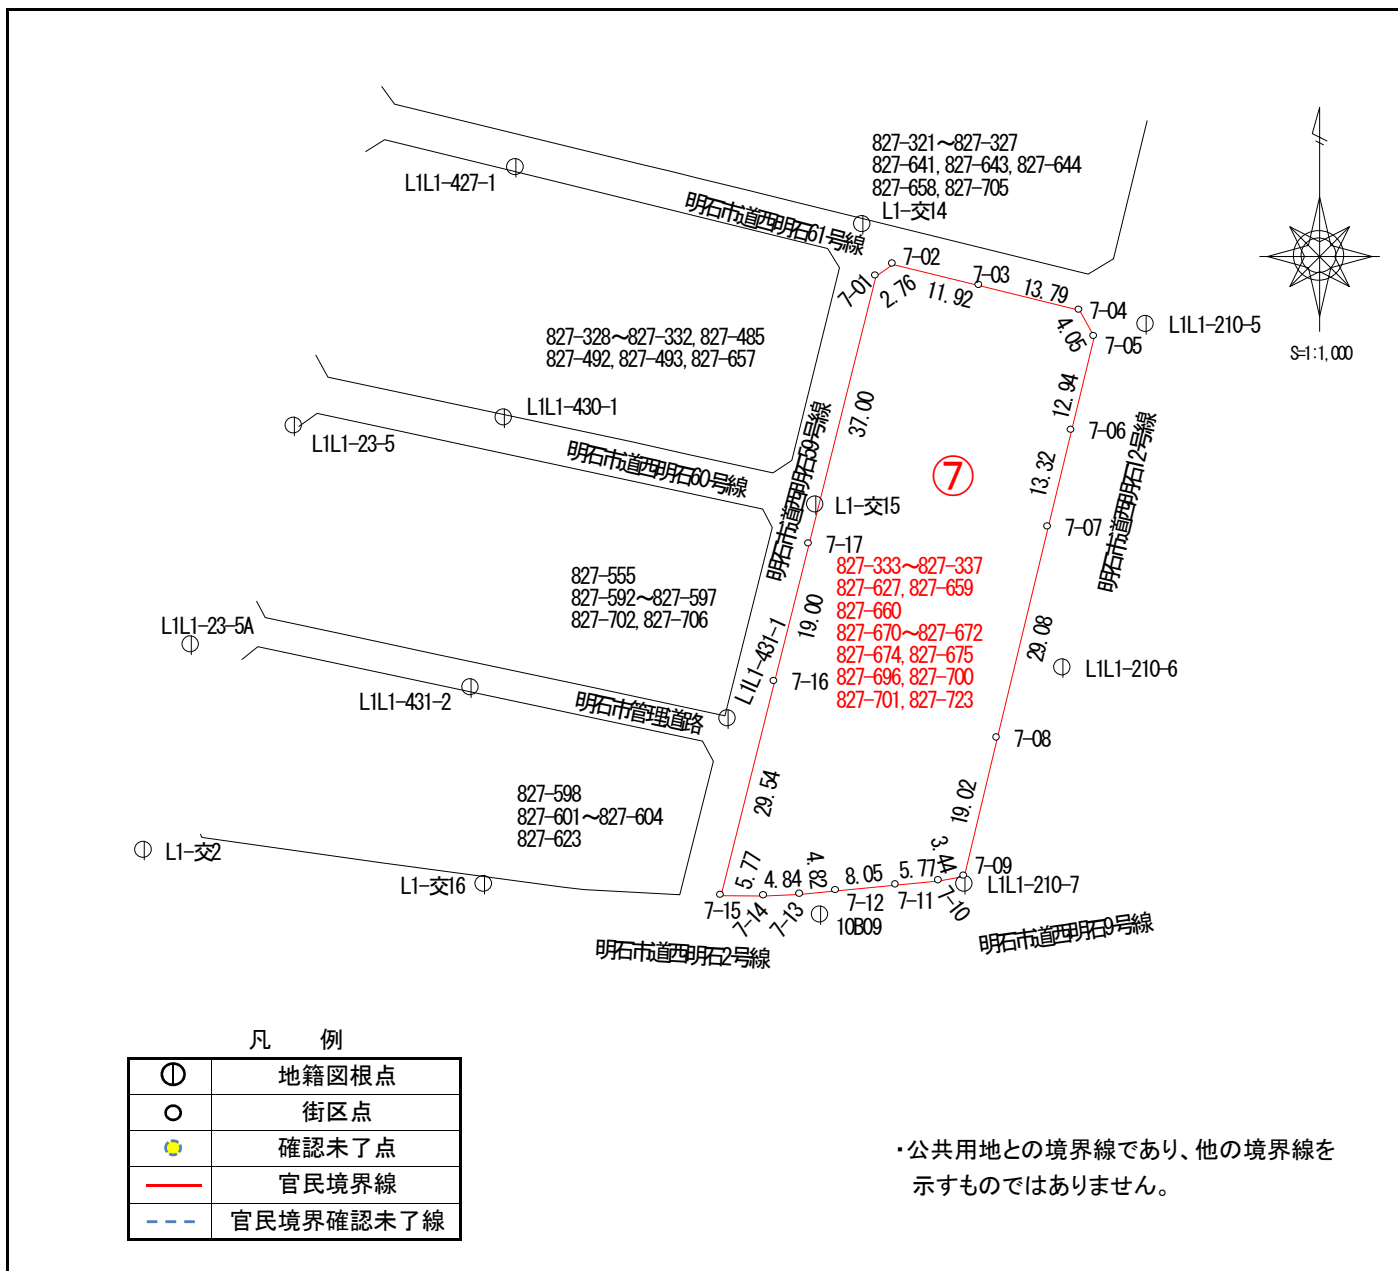 827-321～827-327
827-641, 827-643, 827-644
827-658, 827-705
L1-交14
L1L1-427-1
明石市道西明石61号線
7-01
7-02
7-03
7-04
7-05
2.76
11.92
13.79
4.05
L1L1-210-5
S=1:1,000
827-328～827-332, 827-485
827-492, 827-493, 827-657
L1L1-430-1
L1L1-23-5
明石市道西明石60号線
明石市道西明石59号線
37.00
12.94
7-06
13.32
明石市道西明石12号線
⑦
L1-交15
7-17
7-07
827-333～827-337
827-627, 827-659
827-660
827-670～827-672
827-674, 827-675
827-696, 827-700
827-701, 827-723
827-555
827-592～827-597
827-702, 827-706
19.00
L1L1-431-1
7-16
29.08
L1L1-210-6
L1L1-23-5A
L1L1-431-2
明石市管理道路
7-08
29.54
19.02
827-598
827-601～827-604
827-623
L1-交2
L1-交16
5.77
4.84
4.82
8.05
5.77
3.44
7-09
L1L1-210-7
7-15
7-14
7-13
7-12
7-11
7-10
10B09
明石市道西明石2号線
明石市道西明石9号線
凡 例
地籍図根点
街区点
確認未了点
官民境界線
官民境界確認未了線
・公共用地との境界線であり、他の境界線を
示すものではありません。